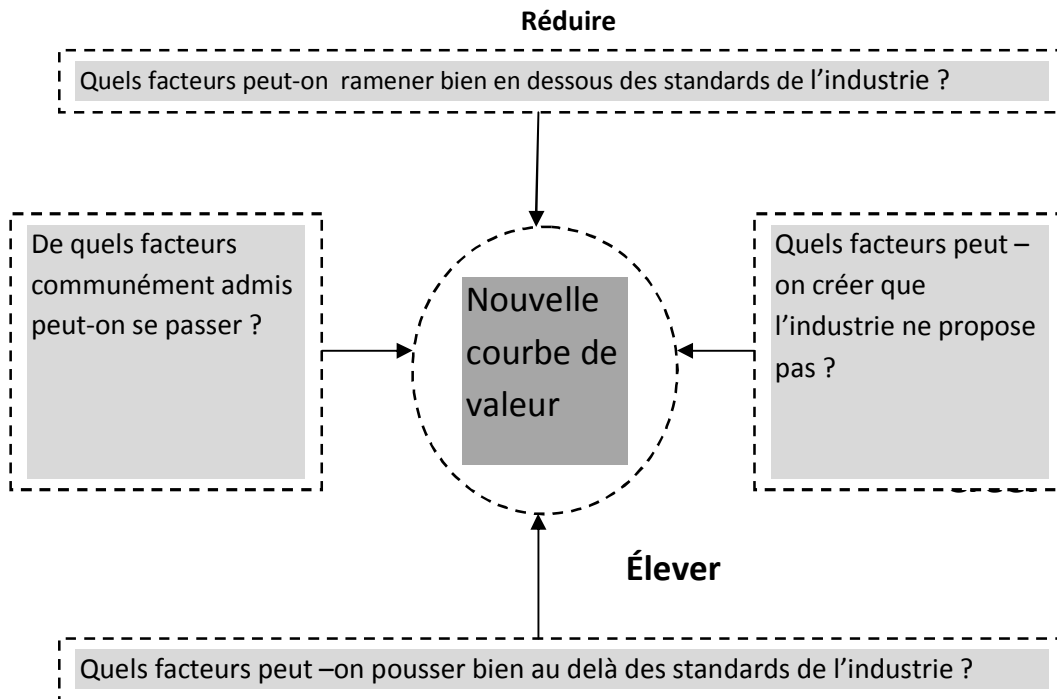 Réduire
Quels facteurs peut-on ramener bien en dessous des standards de l'industrie ?
De quels facteurs
communément admis
peut-on se passer ?
Nouvelle
courbe de
valeur
Quels facteurs peut –
on créer que
l'industrie ne propose
pas ?
Élever
Quels facteurs peut –on pousser bien au delà des standards de l'industrie ?